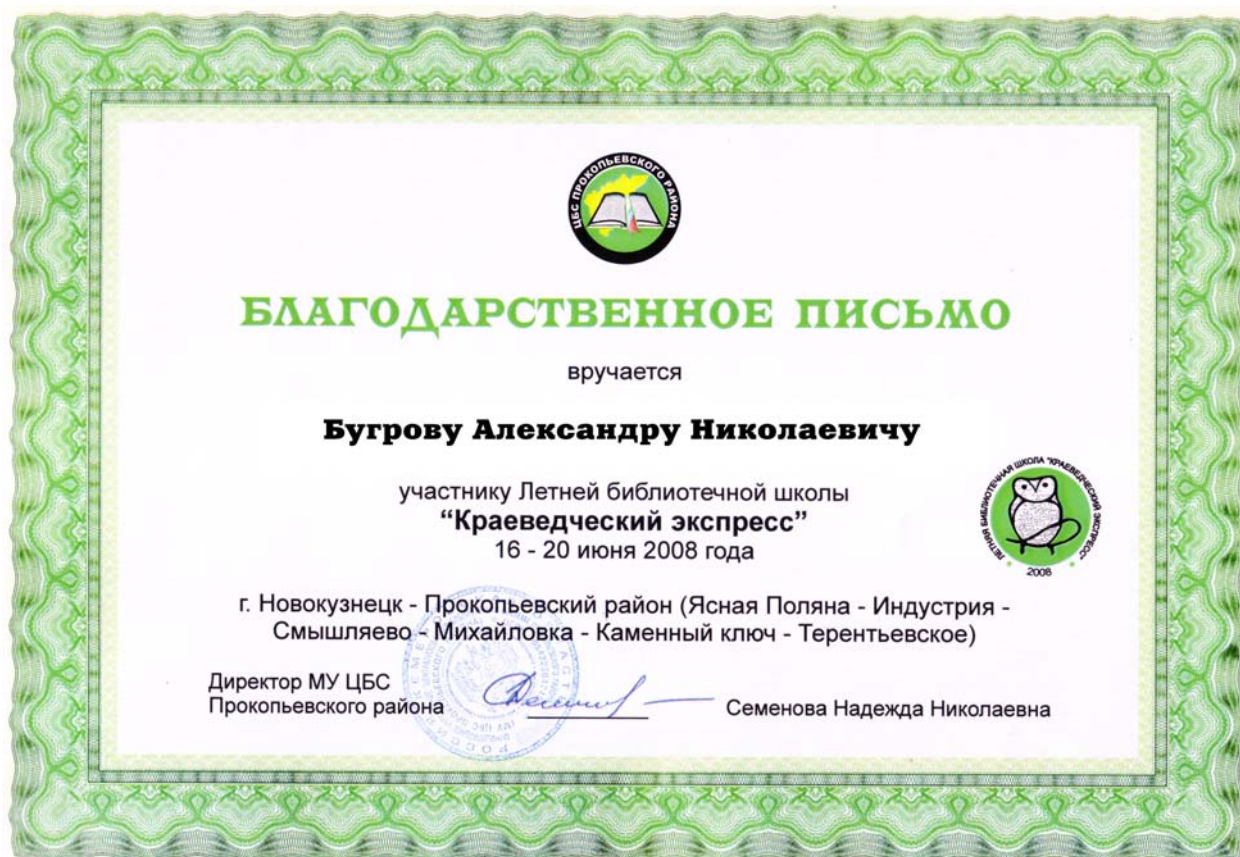 ЦБС ПРОКОПЬЕВСКОГО РАЙОНА
БЛАГОДАРСТВЕННОЕ ПИСЬМО
вручается
Бугрову Александру Николаевичу
участнику Летней библиотечной школы
“Краеведческий экспресс”
16 - 20 июня 2008 года
ЛЕТНЯЯ БИБЛИОТЕЧНАЯ ШКОЛА "КРАЕВЕДЧЕСКИЙ ЭКСПРЕСС"
2008
г. Новокузнецк - Прокопьевский район (Ясная Поляна - Индустрия -
Смышляево - Михайловка - Каменный ключ - Терентьевское)
Директор МУ ЦБС
Прокопьевского района
Семенова Надежда Николаевна